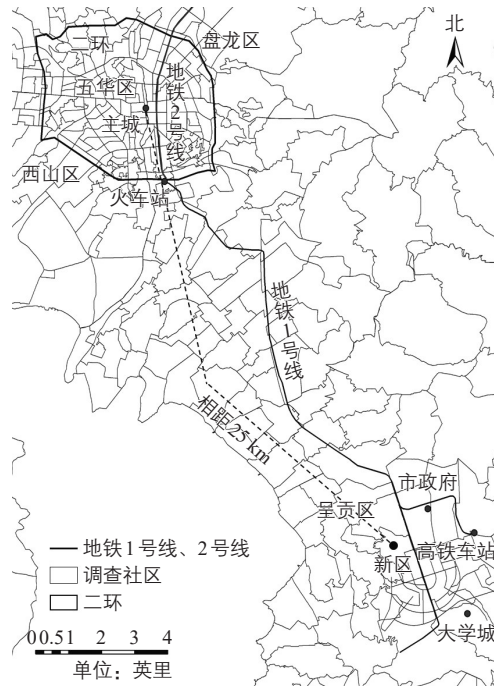 北
盘龙区
二环
五华区
地铁2号线
主城
西山区
火车站
地铁1号线
相距25 km
市政府
呈贡区
高铁车站
新区
大学城
地铁1号线、2号线
调查社区
二环
0 0.5 1 2 3 4
单位：英里